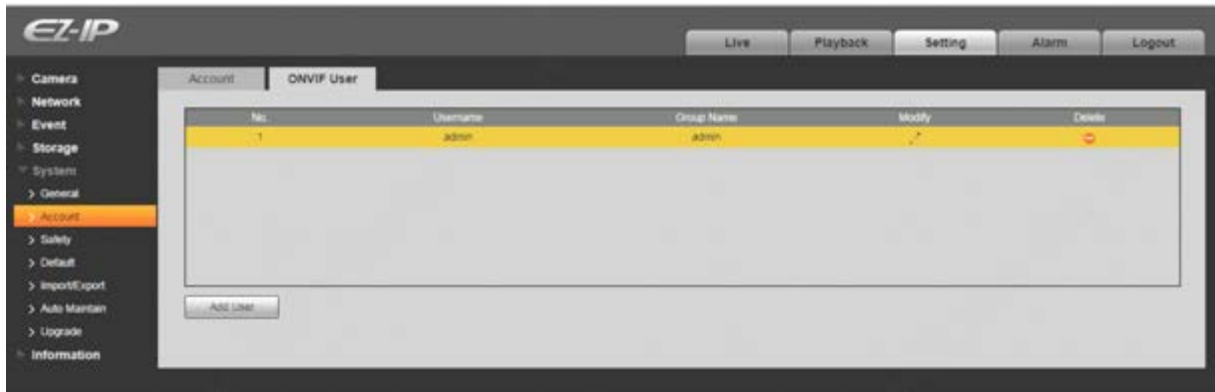 EZ-IP
Live Playback Setting Alarm Logout
Camera
Network
Event
Storage
System
General
Account
Safety
Default
Import/Export
Auto Maintain
Upgrade
Information
Account ONVIF User
No. Username Group Name Modify Delete
1 admin admin
Add User